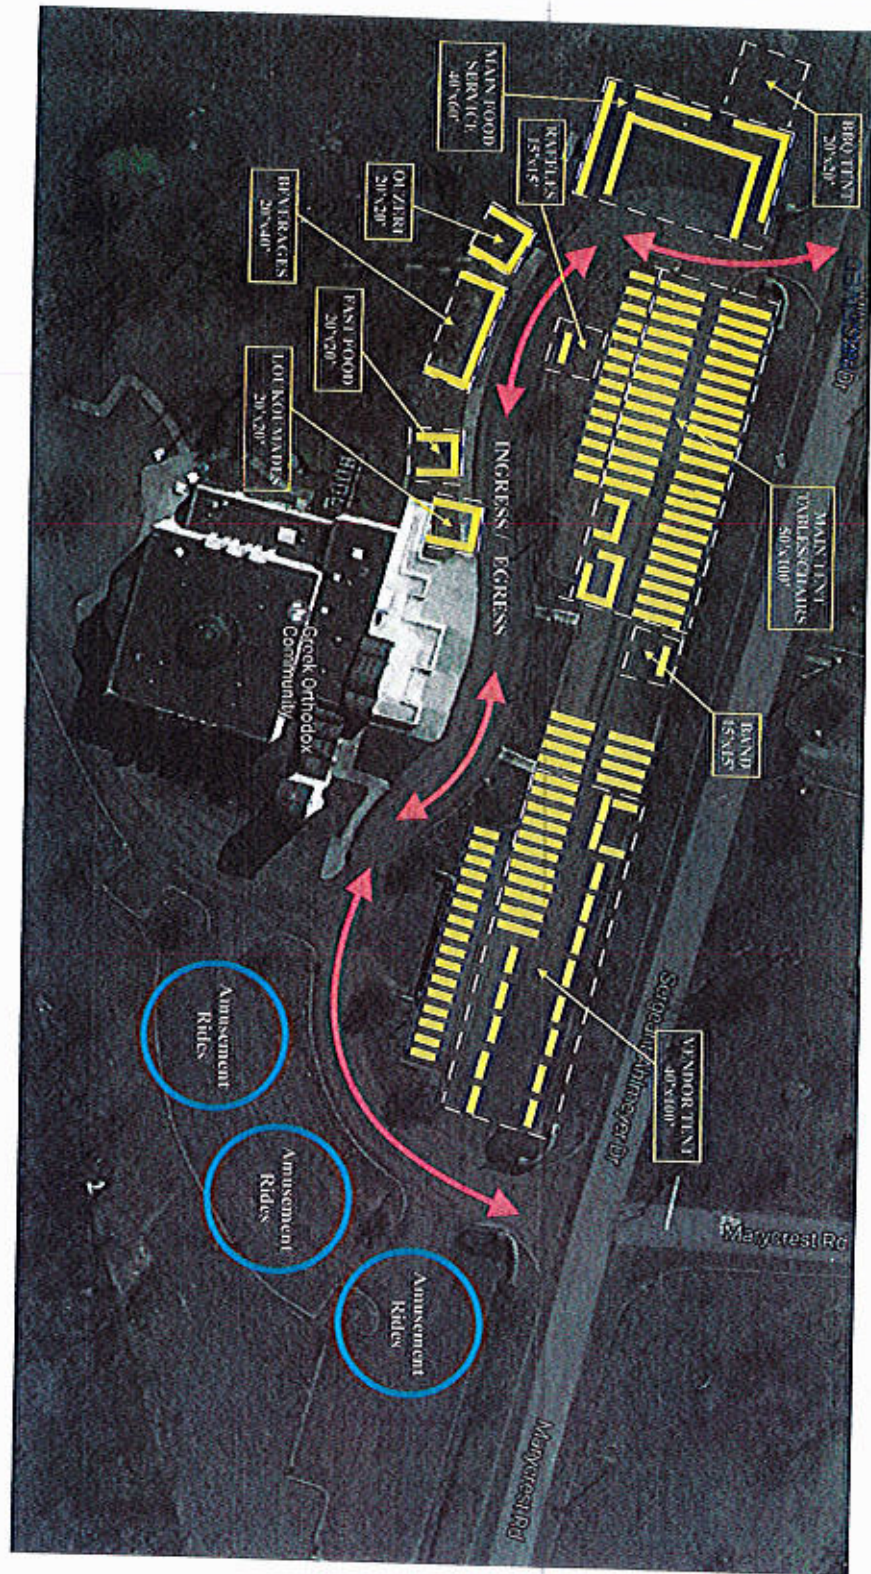 BBQ TENT
20'x20'
MAIN FOOD
SERVICE
40'x60'
RAFFLES
15'x15'
OUZERI
20'x20'
BEVERAGES
20'x40'
FAST FOOD
20'x20'
LOUKOUMADES
20'x20'
MAIN TENT
TABLES/CHAIRS
50'x100'
INGRESS / EGRESS
BAND
15'x15'
HOPE
Greek Orthodox
Community
VENDOR TENT
40'x100'
Marycrest Rd
Marycrest Rd
Amusement
Rides
Amusement
Rides
Amusement
Rides